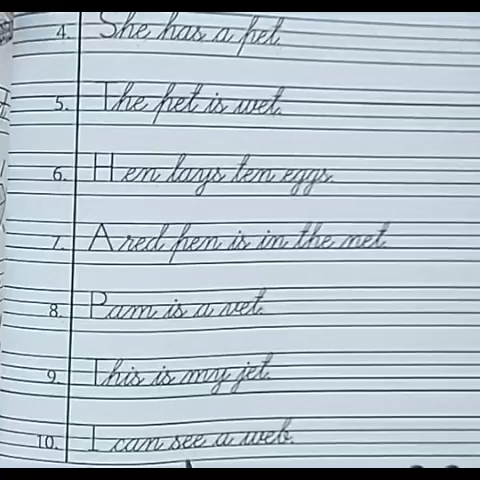 4. She has a pet.
5. The pet is wet.
6. Hen lays ten eggs.
7. A red pen is in the net.
8. Pam is a vet.
9. This is my jet.
10. I can see a web.